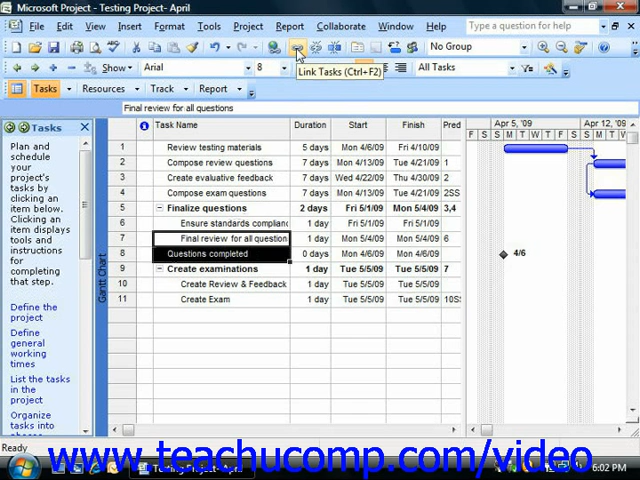 Microsoft Project - Testing Project- April
File Edit View Insert Format Tools Project Report Collaborate Window Help Type a question for help
No Group
Show Arial 8 All Tasks
Link Tasks (Ctrl+F2)
Tasks Resources Track Report
Final review for all questions
Tasks
Plan and
schedule
your
project's
tasks by
clicking an
item below.
Clicking an
item displays
tools and
instructions
for
completing
that step.
Define the
project
Define
general
working
times
List the tasks
in the
project
Organize
Gantt Chart
Task Name Duration Start Finish Pred Apr 5, '09 Apr 12, '09
F S S M T W T F S S M T W
1 Review testing materials 5 days Mon 4/6/09 Fri 4/10/09
2 Compose review questions 7 days Mon 4/13/09 Tue 4/21/09 1
3 Create evaluative feedback 7 days Wed 4/22/09 Thu 4/30/09 2
4 Compose exam questions 7 days Mon 4/13/09 Tue 4/21/09 2SS
5 Finalize questions 2 days Fri 5/1/09 Mon 5/4/09 3,4
6 Ensure standards complianc 1 day Fri 5/1/09 Fri 5/1/09
7 Final review for all question 1 day Mon 5/4/09 Mon 5/4/09 6
8 Questions completed 0 days Mon 4/6/09 Mon 4/6/09 4/6
9 Create examinations 1 day Tue 5/5/09 Tue 5/5/09 7
10 Create Review & Feedback 1 day Tue 5/5/09 Tue 5/5/09
11 Create Exam 1 day Tue 5/5/09 Tue 5/5/09 10SS
Ready
www.teachucomp.com/video
Testing Project- Apr...
6:02 PM